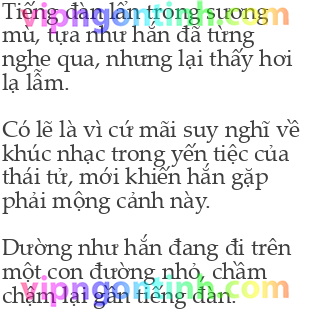 Tiếng đàn lẩn trong sương
mù, tựa như hắn đã từng
nghe qua, nhưng lại thấy hơi
lạ lẫm.
Có lẽ là vì cứ mãi suy nghĩ về
khúc nhạc trong yến tiệc của
thái tử, mới khiến hắn gặp
phải mộng cảnh này.
Dường như hắn đang đi trên
một con đường nhỏ, chầm
chậm lại gần tiếng đàn.
vipngontinh.com
vipngontinh.com